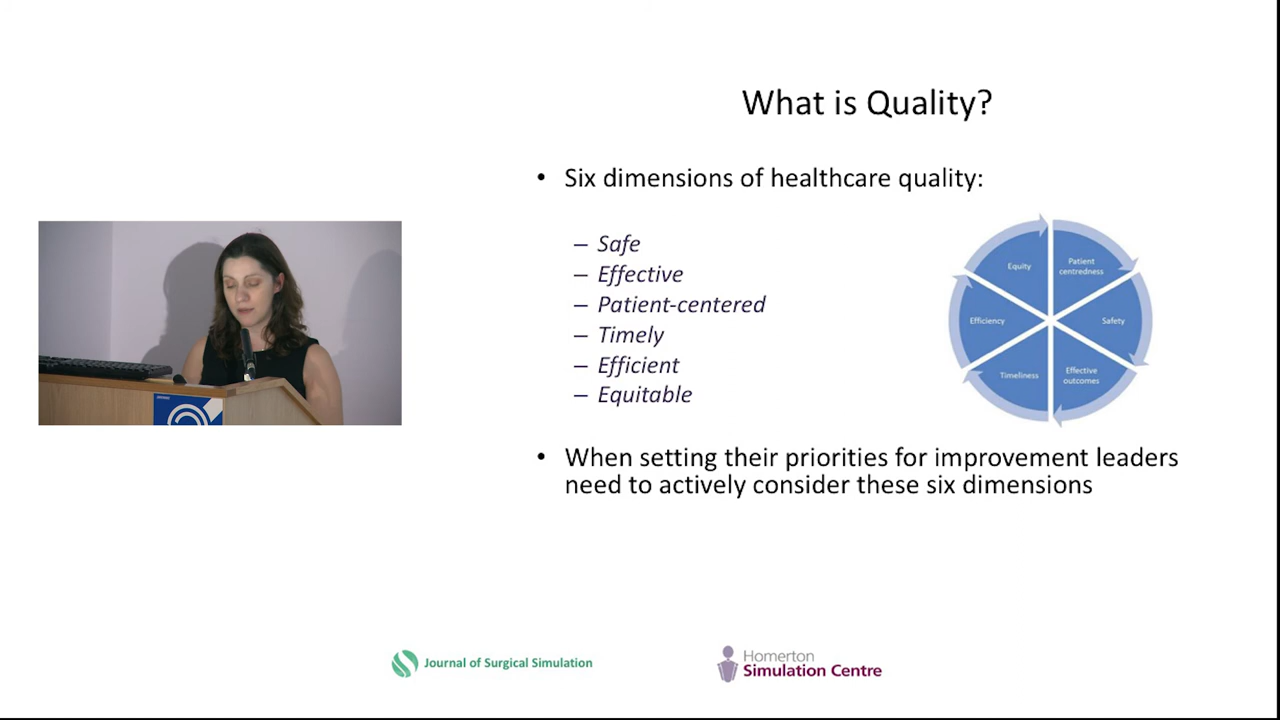 What is Quality?
• Six dimensions of healthcare quality:
– Safe
– Effective
– Patient-centered
– Timely
– Efficient
– Equitable
Equity
Patient
centredness
Efficiency
Safety
Timeliness
Effective
outcomes
• When setting their priorities for improvement leaders
need to actively consider these six dimensions
Journal of Surgical Simulation
Homerton
Simulation Centre